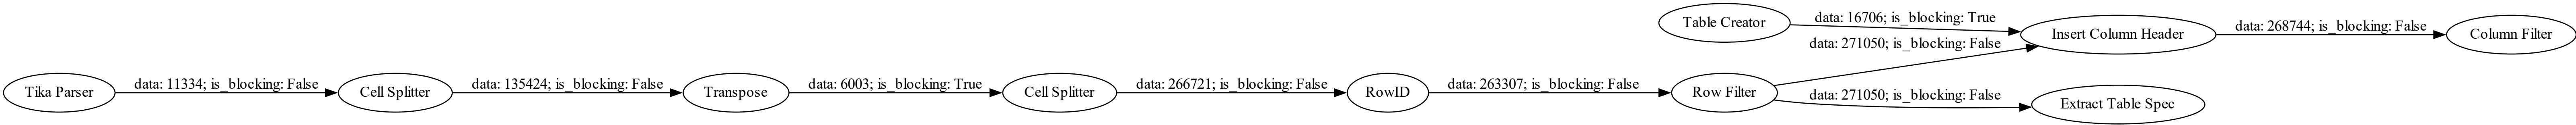 Table Creator
data: 16706; is_blocking: True
Insert Column Header
data: 268744; is_blocking: False
Column Filter
data: 271050; is_blocking: False
Tika Parser
data: 11334; is_blocking: False
Cell Splitter
data: 135424; is_blocking: False
Transpose
data: 6003; is_blocking: True
Cell Splitter
data: 266721; is_blocking: False
RowID
data: 263307; is_blocking: False
Row Filter
data: 271050; is_blocking: False
Extract Table Spec